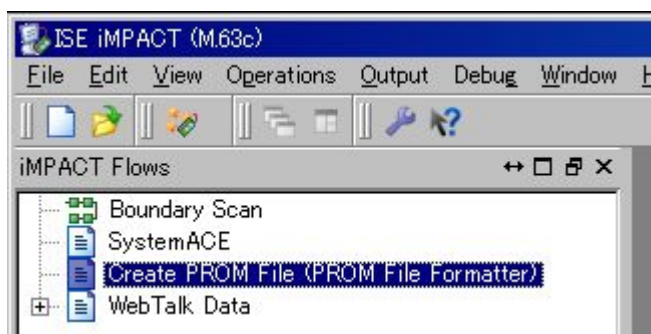 ISE iMPACT (M.63c)
File Edit View Operations Output Debug Window H
iMPACT Flows
Boundary Scan
SystemACE
Create PROM File (PROM File Formatter)
WebTalk Data